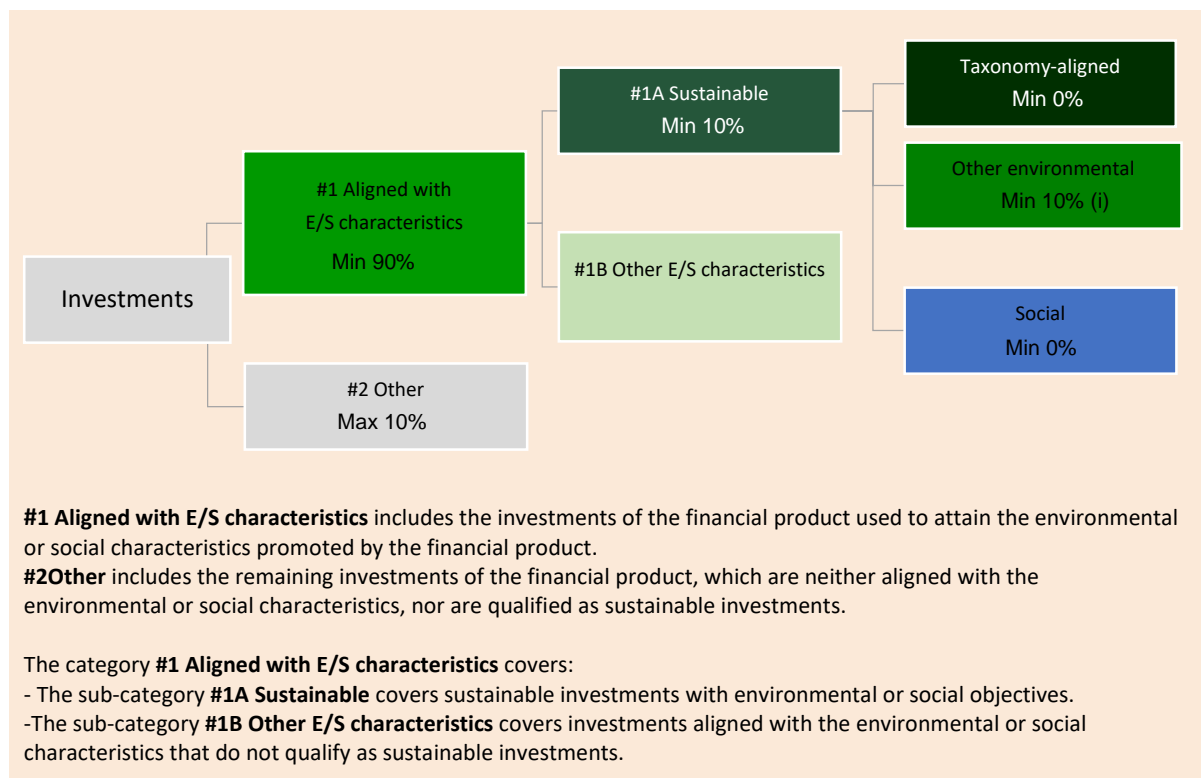 Investments
#1 Aligned with
E/S characteristics
Min 90%
#2 Other
Max 10%
#1A Sustainable
Min 10%
#1B Other E/S characteristics
Taxonomy-aligned
Min 0%
Other environmental
Min 10% (i)
Social
Min 0%
#1 Aligned with E/S characteristics includes the investments of the financial product used to attain the environmental
or social characteristics promoted by the financial product.
#2Other includes the remaining investments of the financial product, which are neither aligned with the
environmental or social characteristics, nor are qualified as sustainable investments.
The category #1 Aligned with E/S characteristics covers:
- The sub-category #1A Sustainable covers sustainable investments with environmental or social objectives.
-The sub-category #1B Other E/S characteristics covers investments aligned with the environmental or social
characteristics that do not qualify as sustainable investments.